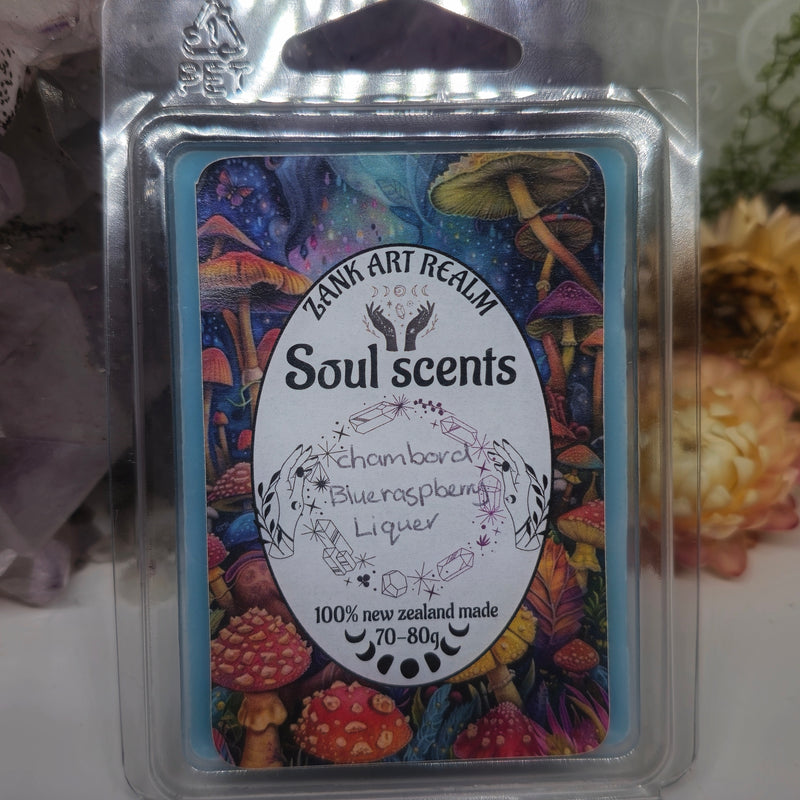 PET
ZANK ART REALM
Soul scents
chambord
Blueraspberry
Liquer
100% new zealand made
70-80g